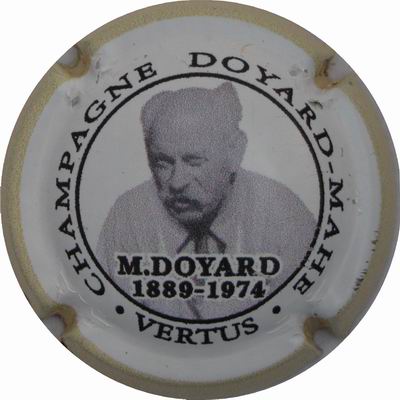 CHAMPAGNE DOYARD-MAHE
M.DOYARD
1889-1974
• VERTUS •